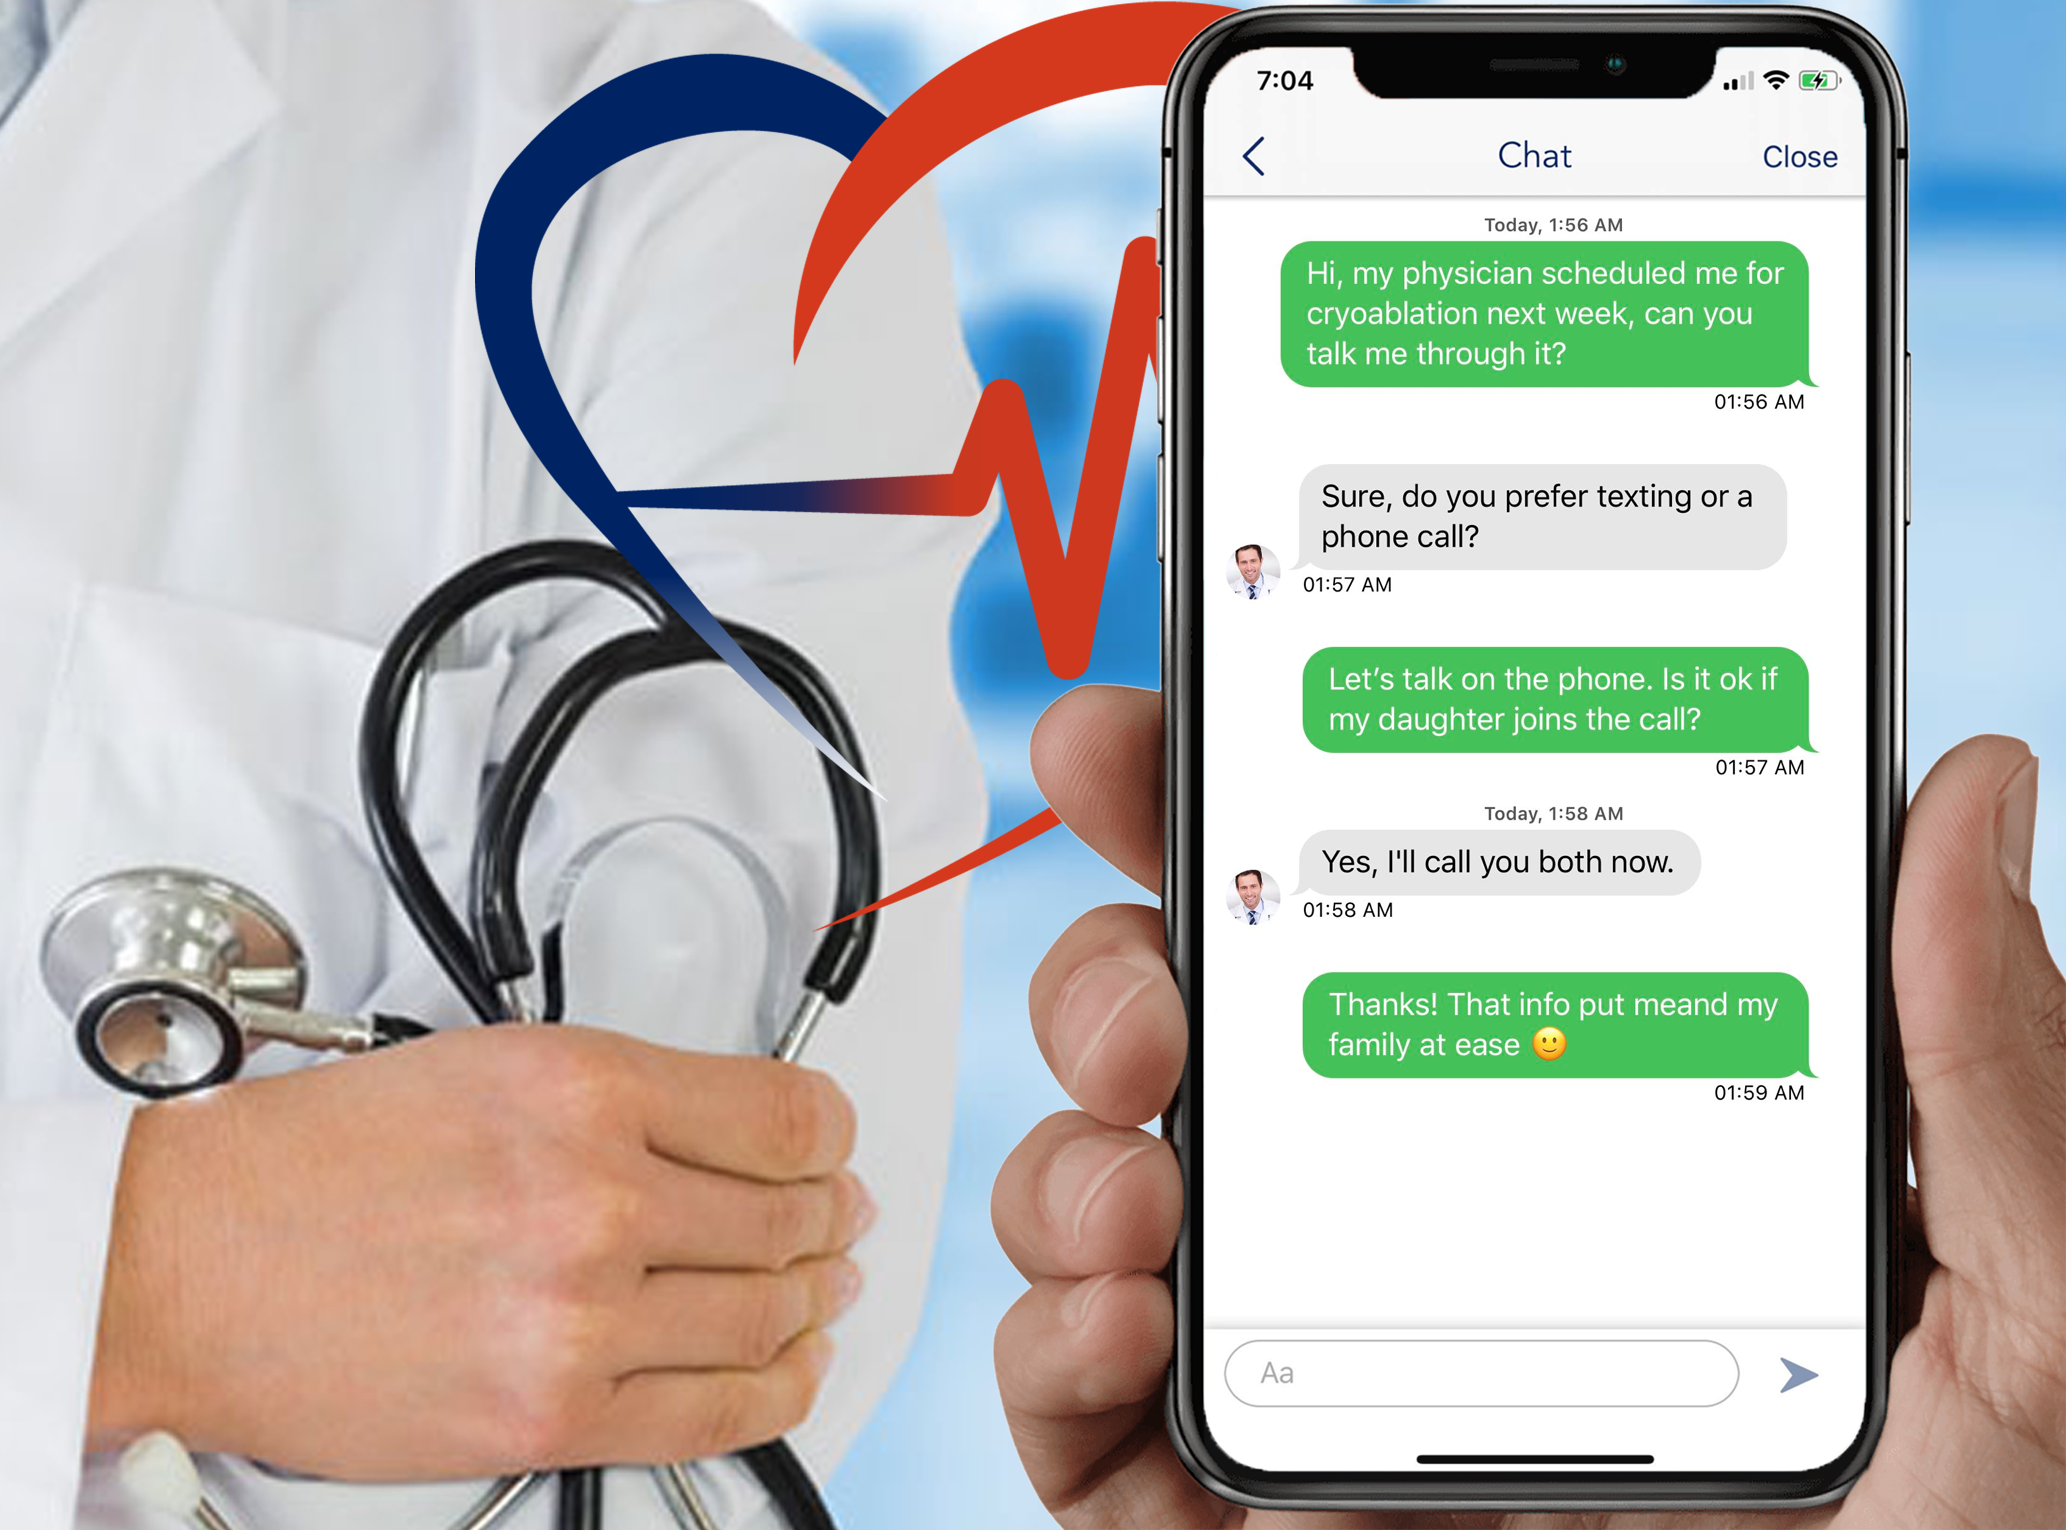 7:04
Chat
Close
Today, 1:56 AM
Hi, my physician scheduled me for
cryoablation next week, can you
talk me through it?
01:56 AM
Sure, do you prefer texting or a
phone call?
01:57 AM
Let’s talk on the phone. Is it ok if
my daughter joins the call?
01:57 AM
Today, 1:58 AM
Yes, I'll call you both now.
01:58 AM
Thanks! That info put meand my
family at ease 🙂
01:59 AM
Aa